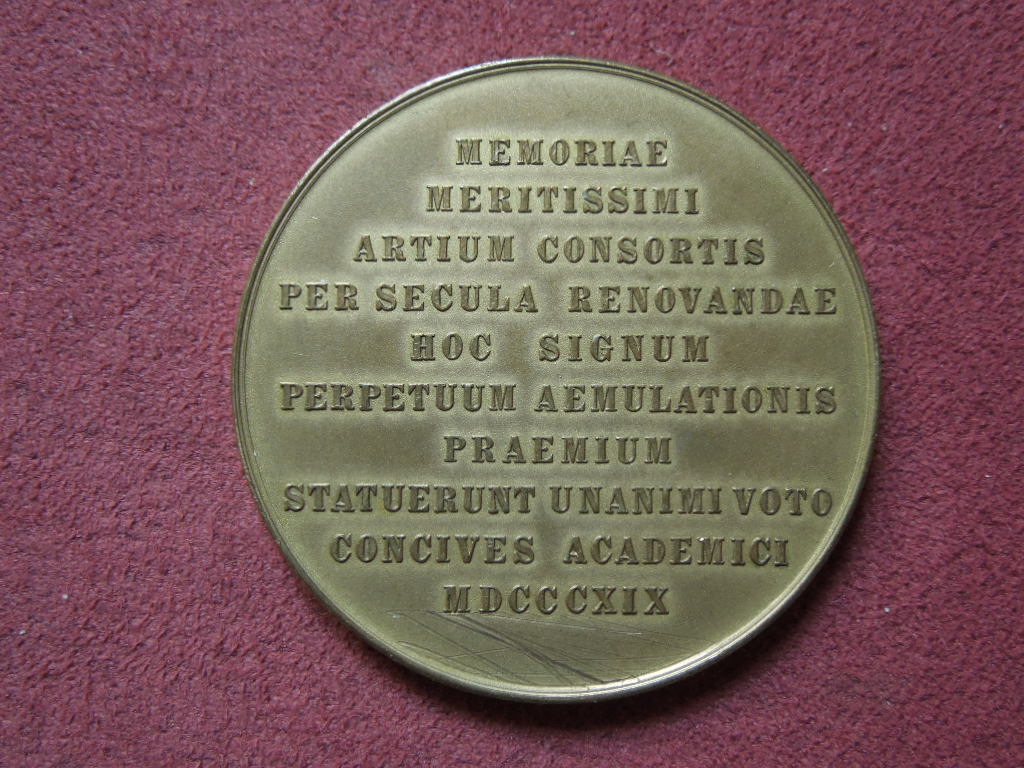 MEMORIAE
MERITISSIMI
ARTIUM CONSORTIS
PER SECULA RENOVANDAE
HOC SIGNUM
PERPETUUM AEMULATIONIS
PRAEMIUM
STATUERUNT UNANIMI VOTO
CONCIVES ACADEMICI
MDCCCXIX